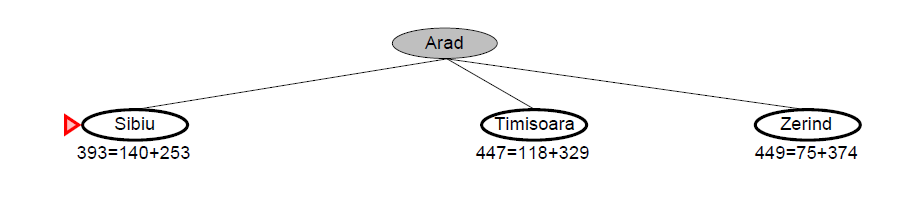 Arad
Sibiu
Timisoara
Zerind
393=140+253
447=118+329
449=75+374